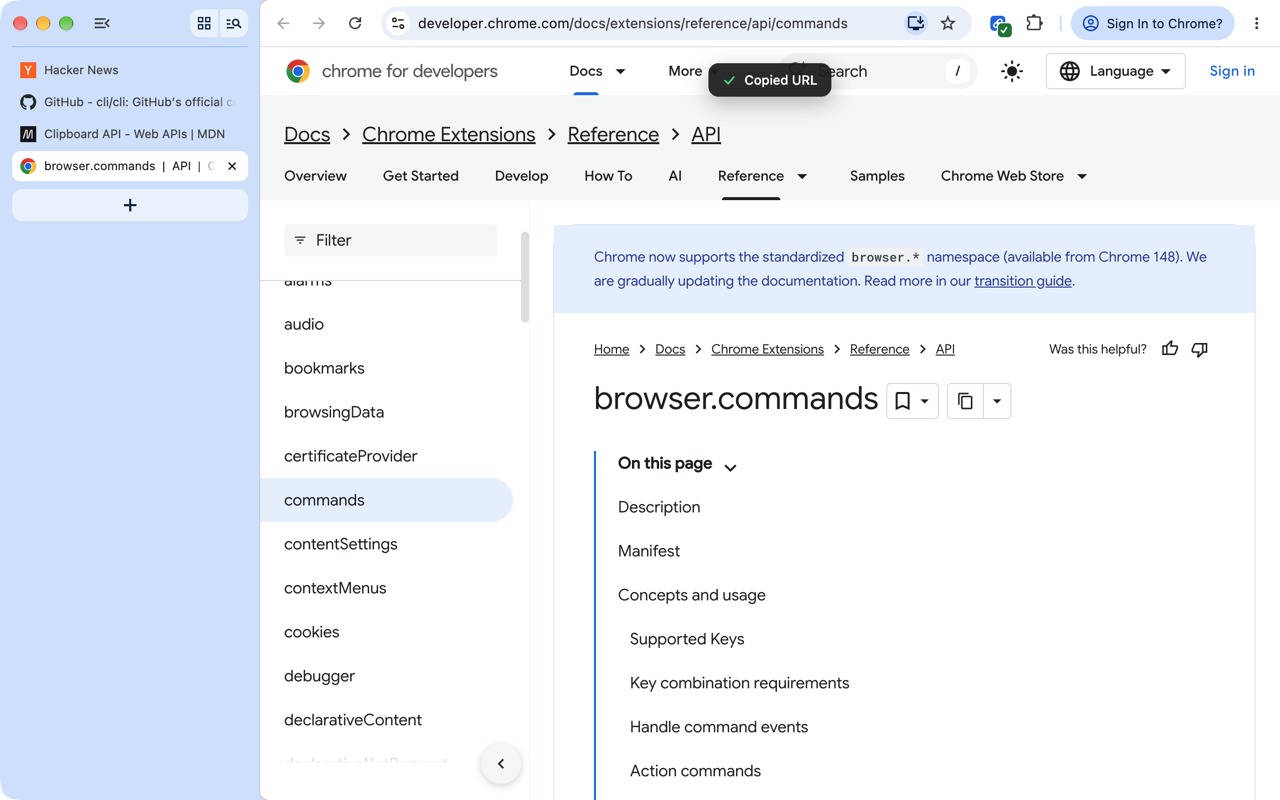 Hacker News
GitHub - cli/cli: GitHub's official c
Clipboard API - Web APIs | MDN
browser.commands | API | C
developer.chrome.com/docs/extensions/reference/api/commands
Sign In to Chrome?
chrome for developers
Docs
More
Search
/
Language
Sign in
Copied URL
Docs
Chrome Extensions
Reference
API
Overview
Get Started
Develop
How To
AI
Reference
Samples
Chrome Web Store
Filter
alarms
audio
bookmarks
browsingData
certificateProvider
commands
contentSettings
contextMenus
cookies
debugger
declarativeContent
declarativeNetRequest
Chrome now supports the standardized browser.* namespace (available from Chrome 148). We
are gradually updating the documentation. Read more in our transition guide.
Home
Docs
Chrome Extensions
Reference
API
Was this helpful?
browser.commands
On this page
Description
Manifest
Concepts and usage
Supported Keys
Key combination requirements
Handle command events
Action commands